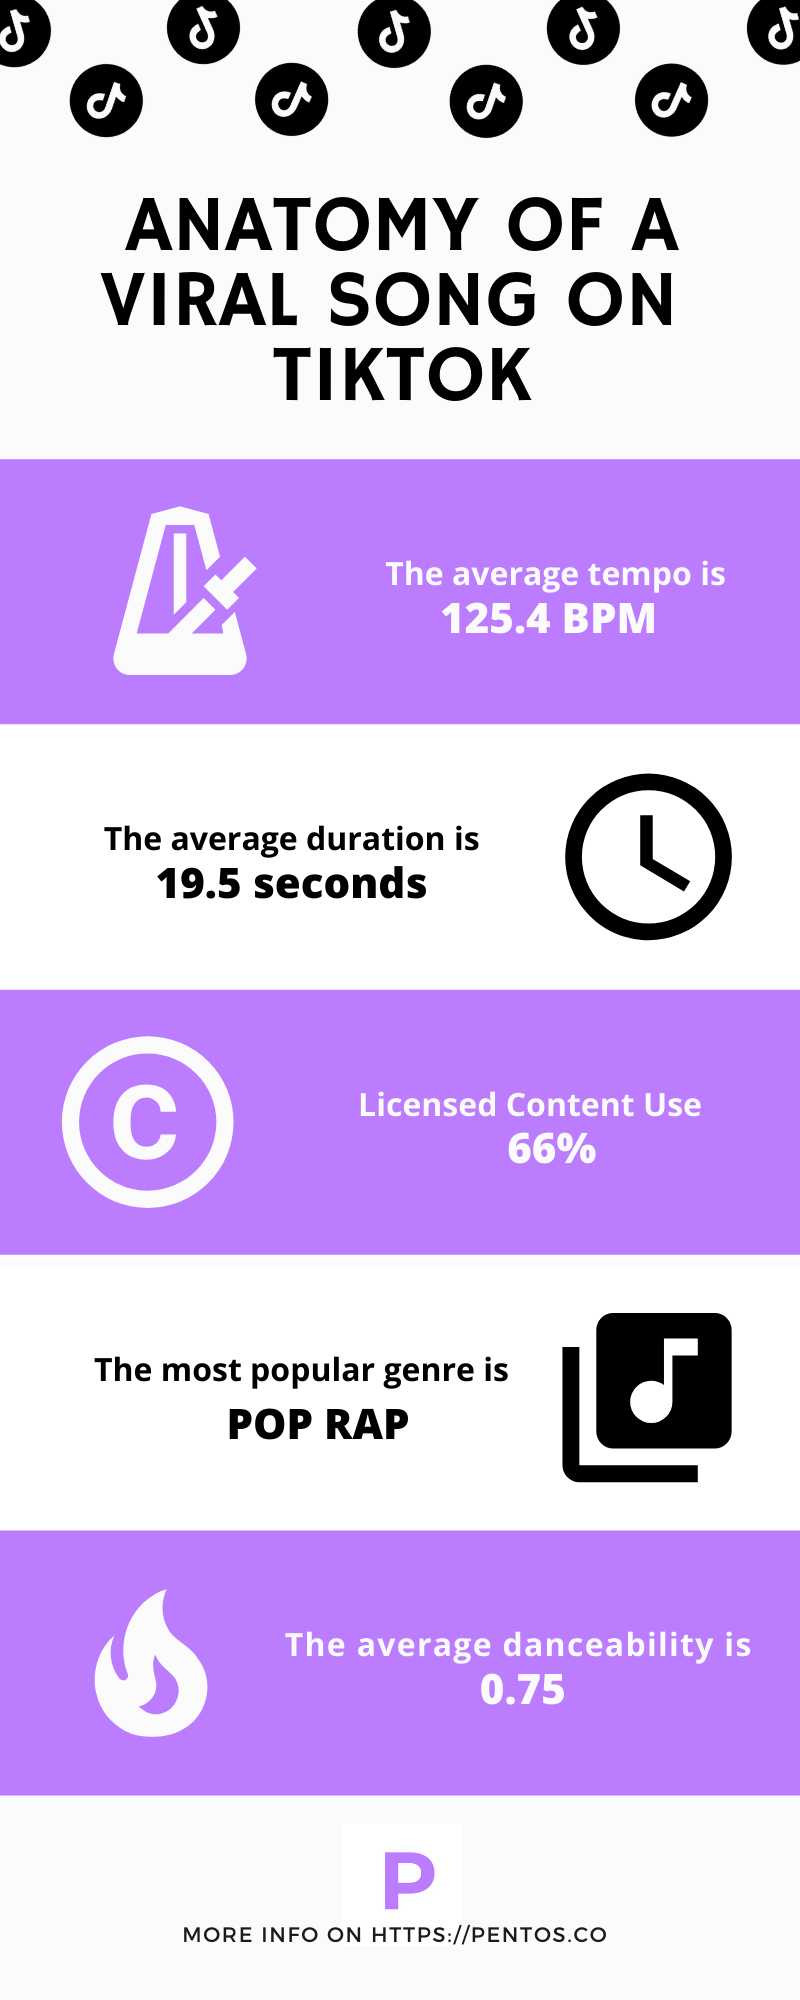 ANATOMY OF A
VIRAL SONG ON
TIKTOK
The average tempo is
125.4 BPM
The average duration is
19.5 seconds
C
Licensed Content Use
66%
The most popular genre is
POP RAP
The average danceability is
0.75
P
MORE INFO ON HTTPS://PENTOS.CO